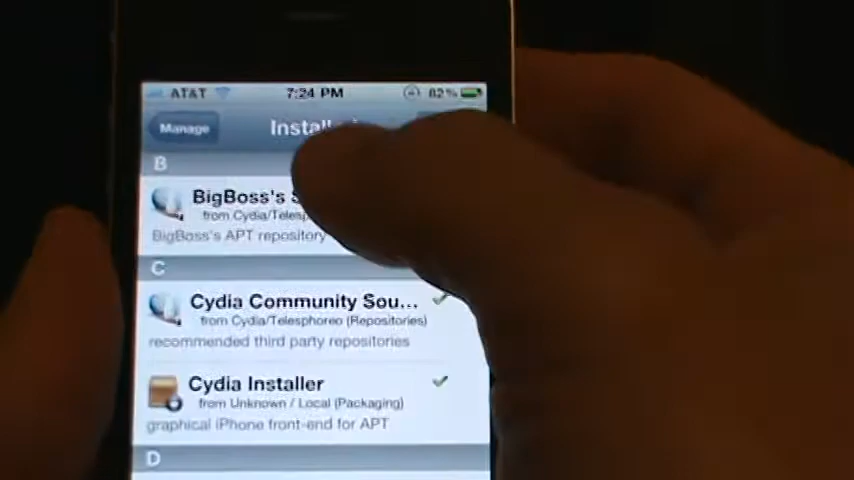 AT&T 7:24 PM 82%
Manage
B
BigBoss's
from Cydia/Telesp
BigBoss's APT repository
C
Cydia Community Sou...
from Cydia/Telesphoreo (Repositories)
recommended third party repositories
Cydia Installer
from Unknown / Local (Packaging)
graphical iPhone front-end for APT
D